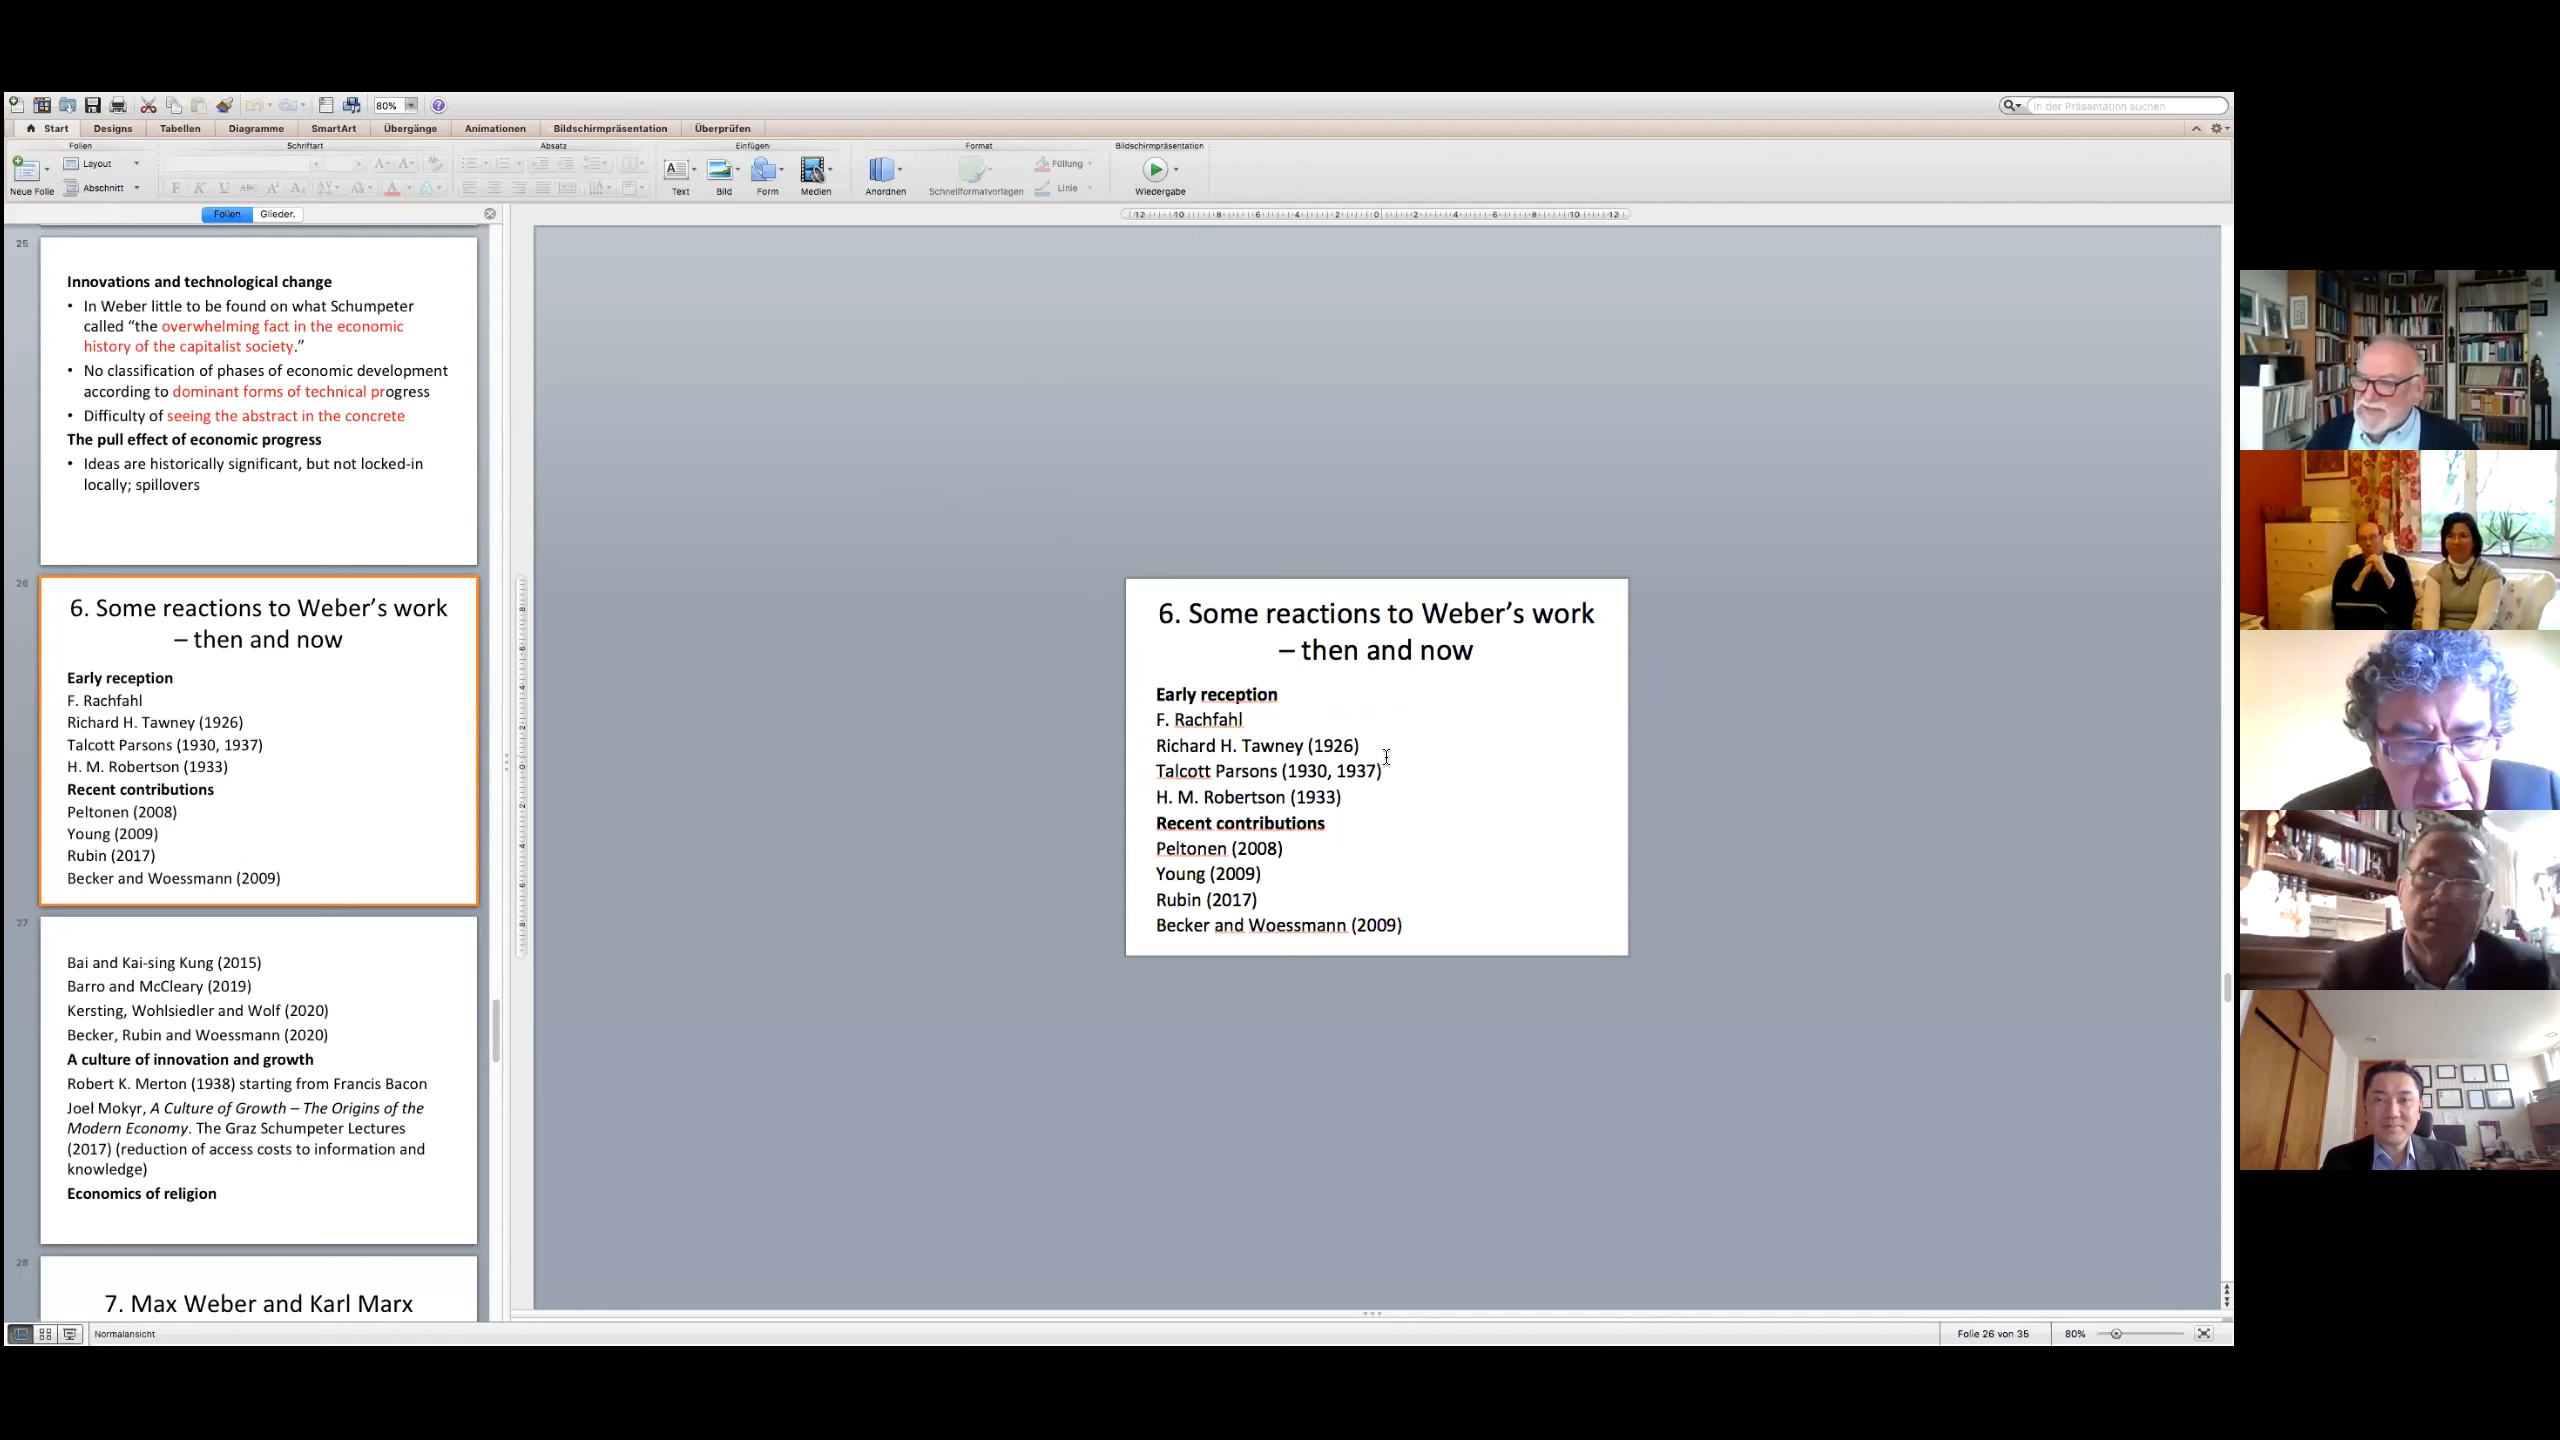 80%
In der Präsentation suchen
Start Designs Tabellen Diagramme SmartArt Übergänge Animationen Bildschirmpräsentation Überprüfen
Folien Schriftart Absatz Einfügen Format Bildschirmpräsentation
Layout
Füllung
Neue Folie Abschnitt
Text Bild Form Medien Anordnen Schnellformatvorlagen Linie Wiedergabe
Folien Glieder.
25
Innovations and technological change
• In Weber little to be found on what Schumpeter
called “the overwhelming fact in the economic
history of the capitalist society.”
• No classification of phases of economic development
according to dominant forms of technical progress
• Difficulty of seeing the abstract in the concrete
The pull effect of economic progress
• Ideas are historically significant, but not locked-in
locally; spillovers
26
6. Some reactions to Weber’s work
– then and now
Early reception
F. Rachfahl
Richard H. Tawney (1926)
Talcott Parsons (1930, 1937)
H. M. Robertson (1933)
Recent contributions
Peltonen (2008)
Young (2009)
Rubin (2017)
Becker and Woessmann (2009)
27
Bai and Kai-sing Kung (2015)
Barro and McCleary (2019)
Kersting, Wohlsiedler and Wolf (2020)
Becker, Rubin and Woessmann (2020)
A culture of innovation and growth
Robert K. Merton (1938) starting from Francis Bacon
Joel Mokyr, A Culture of Growth – The Origins of the
Modern Economy. The Graz Schumpeter Lectures
(2017) (reduction of access costs to information and
knowledge)
Economics of religion
28
7. Max Weber and Karl Marx
6. Some reactions to Weber’s work
– then and now
Early reception
F. Rachfahl
Richard H. Tawney (1926)
Talcott Parsons (1930, 1937)
H. M. Robertson (1933)
Recent contributions
Peltonen (2008)
Young (2009)
Rubin (2017)
Becker and Woessmann (2009)
Normalansicht
Folie 26 von 35
80%